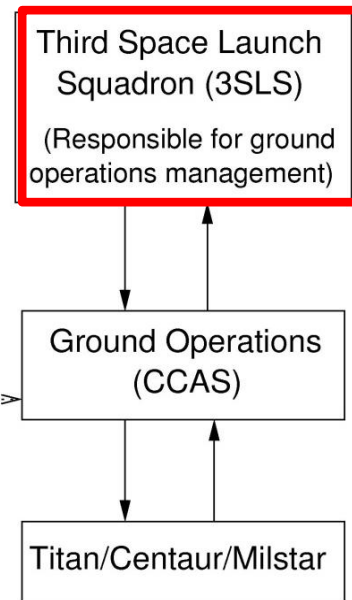 Third Space Launch
Squadron (3SLS)
(Responsible for ground
operations management)
Ground Operations
(CCAS)
Titan/Centaur/Milstar